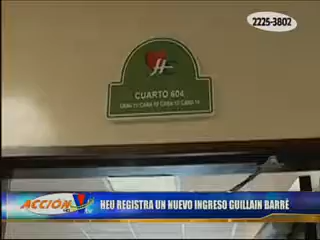 2225-3802
CUARTO 604
ACCIÓN
HEU REGISTRA UN NUEVO INGRESO GUILLAIN BARRÉ